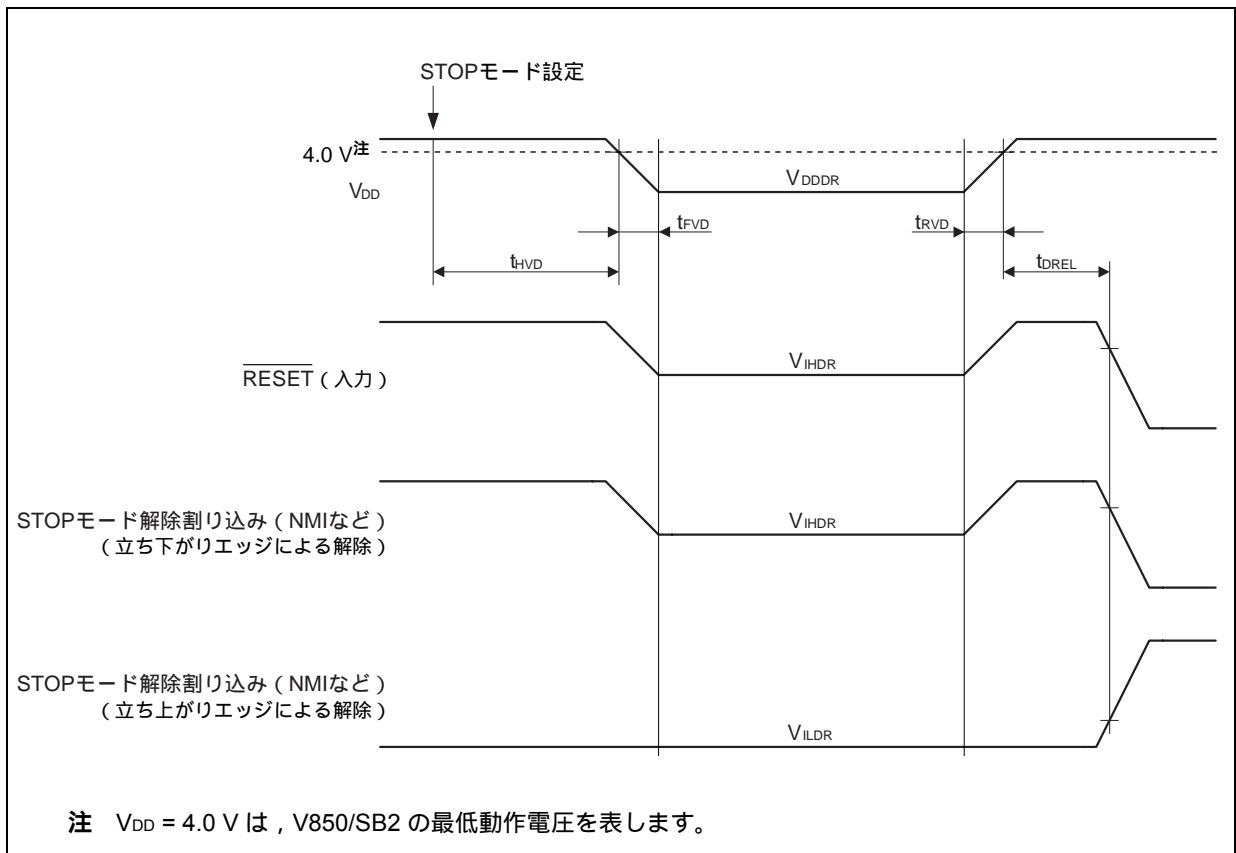 STOPモード設定
4.0 V注
VDD
VDDDR
tFVD
tRVD
tHVD
tDREL
RESET（入力）
VIHDR
STOPモード解除割り込み（NMIなど）
（立ち下がりエッジによる解除）
VIHDR
STOPモード解除割り込み（NMIなど）
（立ち上がりエッジによる解除）
VILDR
注 VDD = 4.0 V は，V850/SB2 の最低動作電圧を表します。